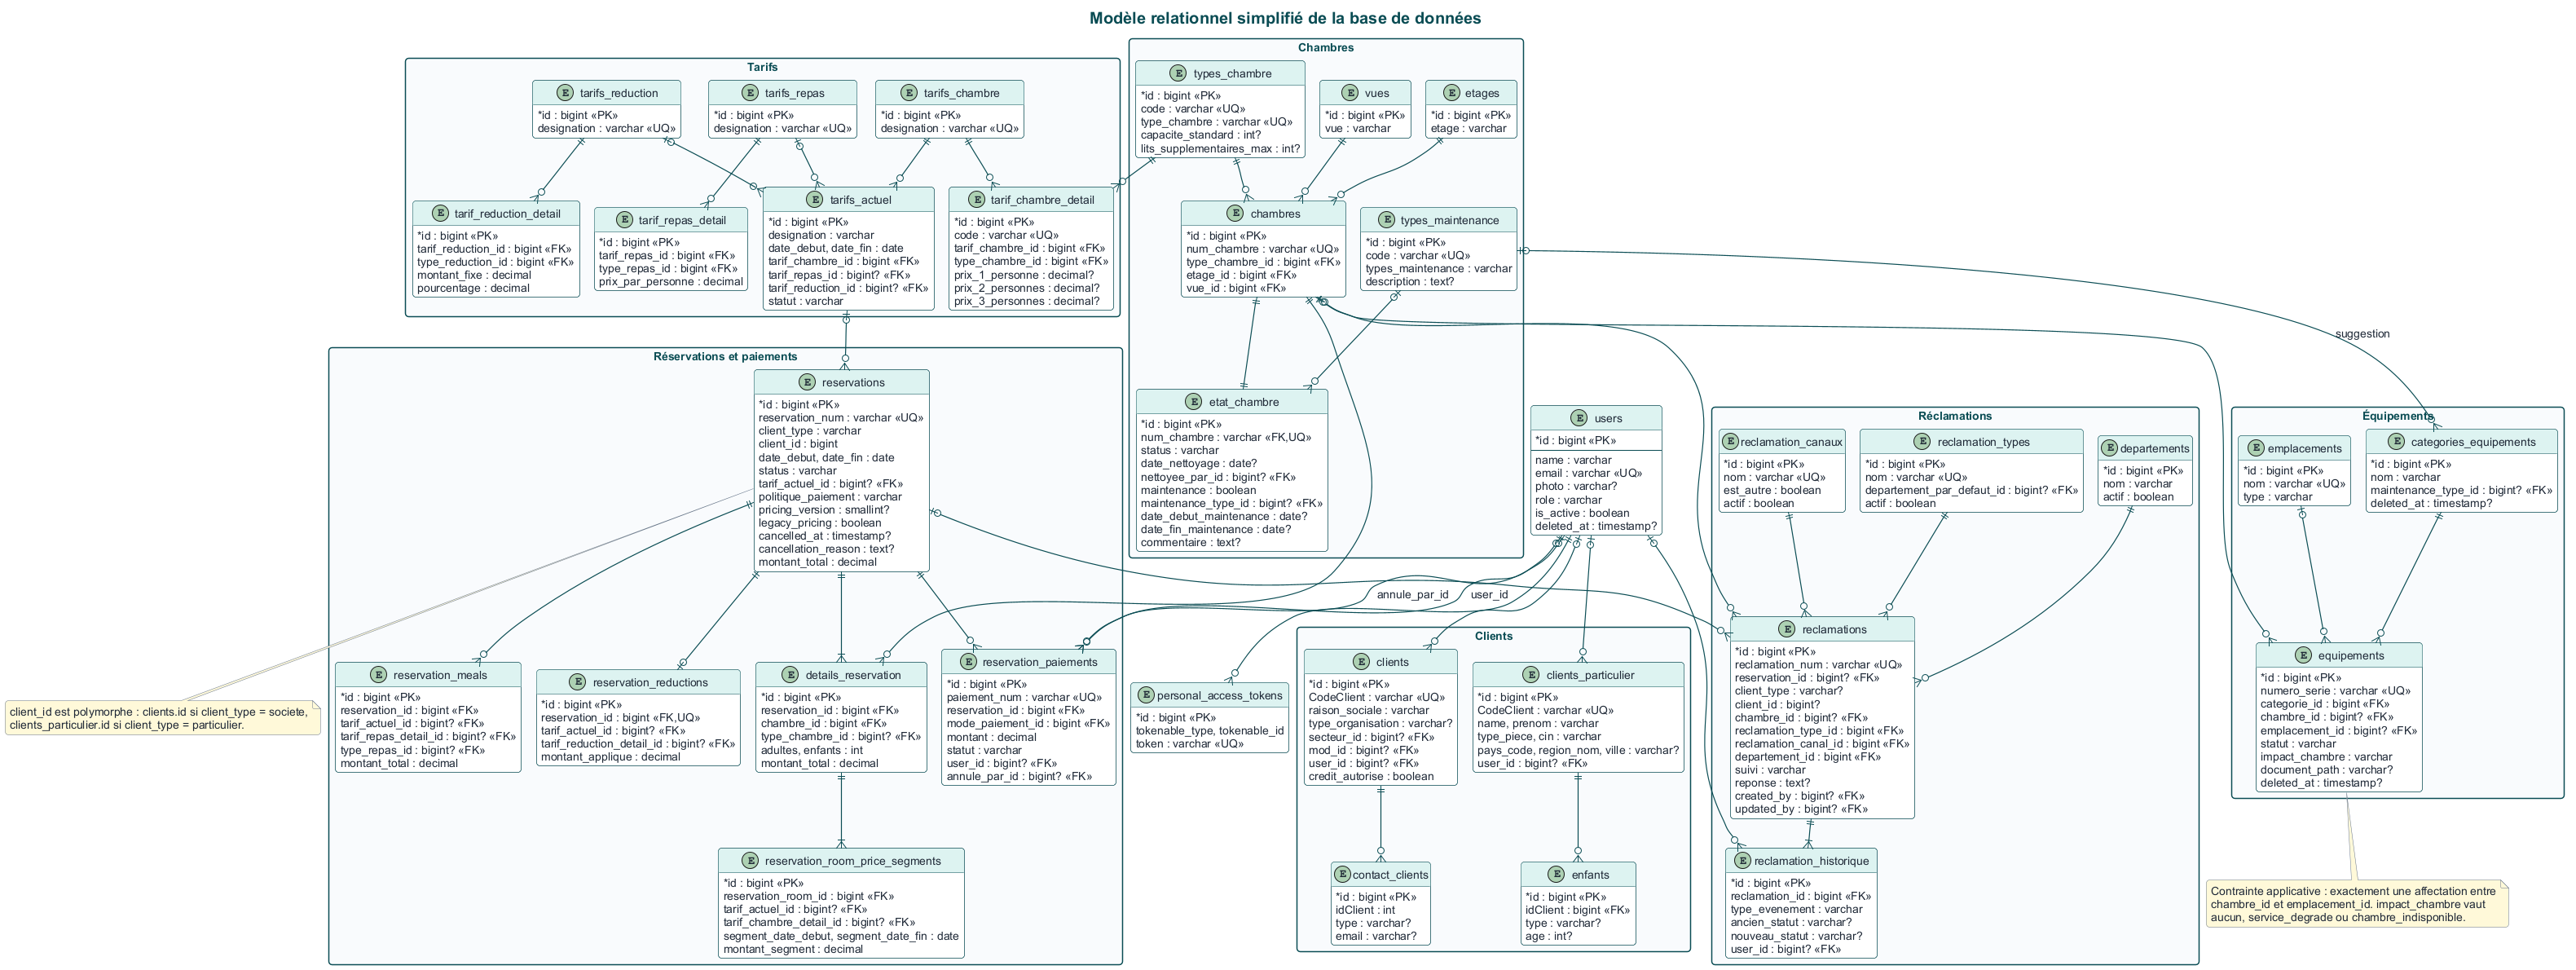 Modèle relationnel simplifié de la base de données
Tarifs
E tarifs_reduction
*id : bigint «PK»
designation : varchar «UQ»
E tarifs_repas
*id : bigint «PK»
designation : varchar «UQ»
E tarifs_chambre
*id : bigint «PK»
designation : varchar «UQ»
E tarif_reduction_detail
*id : bigint «PK»
tarif_reduction_id : bigint «FK»
type_reduction_id : bigint «FK»
montant_fixe : decimal
pourcentage : decimal
E tarif_repas_detail
*id : bigint «PK»
tarif_repas_id : bigint «FK»
type_repas_id : bigint «FK»
prix_par_personne : decimal
E tarifs_actuel
*id : bigint «PK»
designation : varchar
date_debut, date_fin : date
tarif_chambre_id : bigint «FK»
tarif_repas_id : bigint? «FK»
tarif_reduction_id : bigint? «FK»
statut : varchar
E tarif_chambre_detail
*id : bigint «PK»
code : varchar «UQ»
tarif_chambre_id : bigint «FK»
type_chambre_id : bigint «FK»
prix_1_personne : decimal?
prix_2_personnes : decimal?
prix_3_personnes : decimal?
Chambres
E types_chambre
*id : bigint «PK»
code : varchar «UQ»
type_chambre : varchar «UQ»
capacite_standard : int?
lits_supplementaires_max : int?
E vues
*id : bigint «PK»
vue : varchar
E etages
*id : bigint «PK»
etage : varchar
E chambres
*id : bigint «PK»
num_chambre : varchar «UQ»
type_chambre_id : bigint «FK»
etage_id : bigint «FK»
vue_id : bigint «FK»
E types_maintenance
*id : bigint «PK»
code : varchar «UQ»
types_maintenance : varchar
description : text?
E etat_chambre
*id : bigint «PK»
num_chambre : varchar «FK,UQ»
status : varchar
date_nettoyage : date?
nettoyee_par_id : bigint? «FK»
maintenance : boolean
maintenance_type_id : bigint? «FK»
date_debut_maintenance : date?
date_fin_maintenance : date?
commentaire : text?
suggestion
Réservations et paiements
E reservations
*id : bigint «PK»
reservation_num : varchar «UQ»
client_type : varchar
client_id : bigint
date_debut, date_fin : date
status : varchar
tarif_actuel_id : bigint? «FK»
politique_paiement : varchar
pricing_version : smallint?
legacy_pricing : boolean
cancelled_at : timestamp?
cancellation_reason : text?
montant_total : decimal
E reservation_meals
*id : bigint «PK»
reservation_id : bigint «FK»
tarif_actuel_id : bigint? «FK»
tarif_repas_detail_id : bigint? «FK»
type_repas_id : bigint? «FK»
montant_total : decimal
E reservation_reductions
*id : bigint «PK»
reservation_id : bigint «FK,UQ»
tarif_actuel_id : bigint? «FK»
tarif_reduction_detail_id : bigint? «FK»
montant_applique : decimal
E details_reservation
*id : bigint «PK»
reservation_id : bigint «FK»
chambre_id : bigint «FK»
type_chambre_id : bigint? «FK»
adultes, enfants : int
montant_total : decimal
E reservation_paiements
*id : bigint «PK»
paiement_num : varchar «UQ»
reservation_id : bigint «FK»
mode_paiement_id : bigint «FK»
montant : decimal
statut : varchar
user_id : bigint? «FK»
annule_par_id : bigint? «FK»
E reservation_room_price_segments
*id : bigint «PK»
reservation_room_id : bigint «FK»
tarif_actuel_id : bigint? «FK»
tarif_chambre_detail_id : bigint? «FK»
segment_date_debut, segment_date_fin : date
montant_segment : decimal
client_id est polymorphe : clients.id si client_type = societe,
clients_particulier.id si client_type = particulier.
E users
*id : bigint «PK»
name : varchar
email : varchar «UQ»
photo : varchar?
role : varchar
is_active : boolean
deleted_at : timestamp?
annule_par_id
user_id
E personal_access_tokens
*id : bigint «PK»
tokenable_type, tokenable_id
token : varchar «UQ»
Clients
E clients
*id : bigint «PK»
CodeClient : varchar «UQ»
raison_sociale : varchar
type_organisation : varchar?
secteur_id : bigint? «FK»
mod_id : bigint? «FK»
user_id : bigint? «FK»
credit_autorise : boolean
E clients_particulier
*id : bigint «PK»
CodeClient : varchar «UQ»
name, prenom : varchar
type_piece, cin : varchar
pays_code, region_nom, ville : varchar?
user_id : bigint? «FK»
E contact_clients
*id : bigint «PK»
idClient : int
type : varchar?
email : varchar?
E enfants
*id : bigint «PK»
idClient : bigint «FK»
type : varchar?
age : int?
Réclamations
E reclamation_canaux
*id : bigint «PK»
nom : varchar «UQ»
est_autre : boolean
actif : boolean
E reclamation_types
*id : bigint «PK»
nom : varchar «UQ»
departement_par_defaut_id : bigint? «FK»
actif : boolean
E departements
*id : bigint «PK»
nom : varchar
actif : boolean
E reclamations
*id : bigint «PK»
reclamation_num : varchar «UQ»
reservation_id : bigint? «FK»
client_type : varchar?
client_id : bigint?
chambre_id : bigint? «FK»
reclamation_type_id : bigint «FK»
reclamation_canal_id : bigint «FK»
departement_id : bigint «FK»
suivi : varchar
reponse : text?
created_by : bigint? «FK»
updated_by : bigint? «FK»
E reclamation_historique
*id : bigint «PK»
reclamation_id : bigint «FK»
type_evenement : varchar
ancien_statut : varchar?
nouveau_statut : varchar?
user_id : bigint? «FK»
Équipements
E emplacements
*id : bigint «PK»
nom : varchar «UQ»
type : varchar
E categories_equipements
*id : bigint «PK»
nom : varchar
maintenance_type_id : bigint? «FK»
deleted_at : timestamp?
E equipements
*id : bigint «PK»
numero_serie : varchar «UQ»
categorie_id : bigint «FK»
chambre_id : bigint? «FK»
emplacement_id : bigint? «FK»
statut : varchar
impact_chambre : varchar
document_path : varchar?
deleted_at : timestamp?
Contrainte applicative : exactement une affectation entre
chambre_id et emplacement_id. impact_chambre vaut
aucun, service_degrade ou chambre_indisponible.